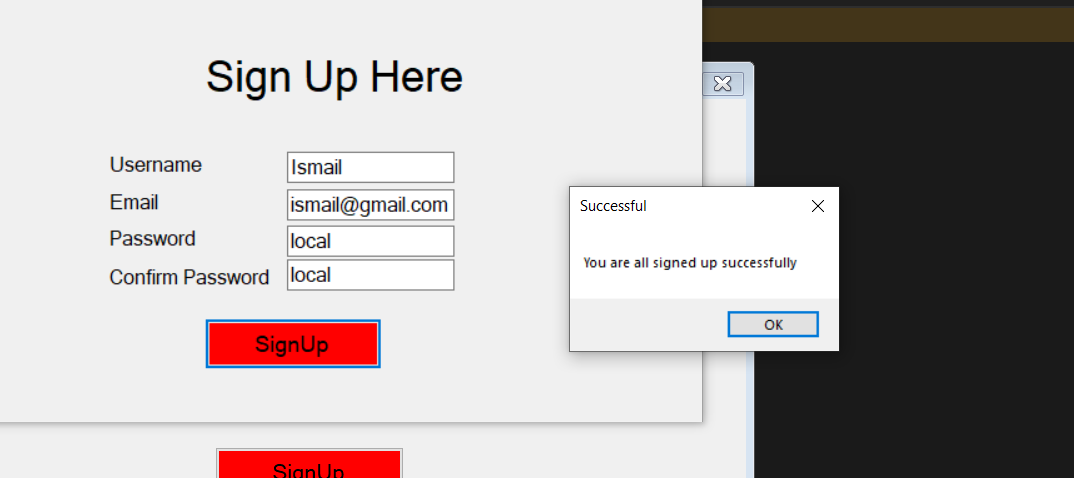 Sign Up Here
Username
Ismail
Email
ismail@gmail.com
Password
local
Confirm Password
local
SignUp
Successful
You are all signed up successfully
OK
SignUp